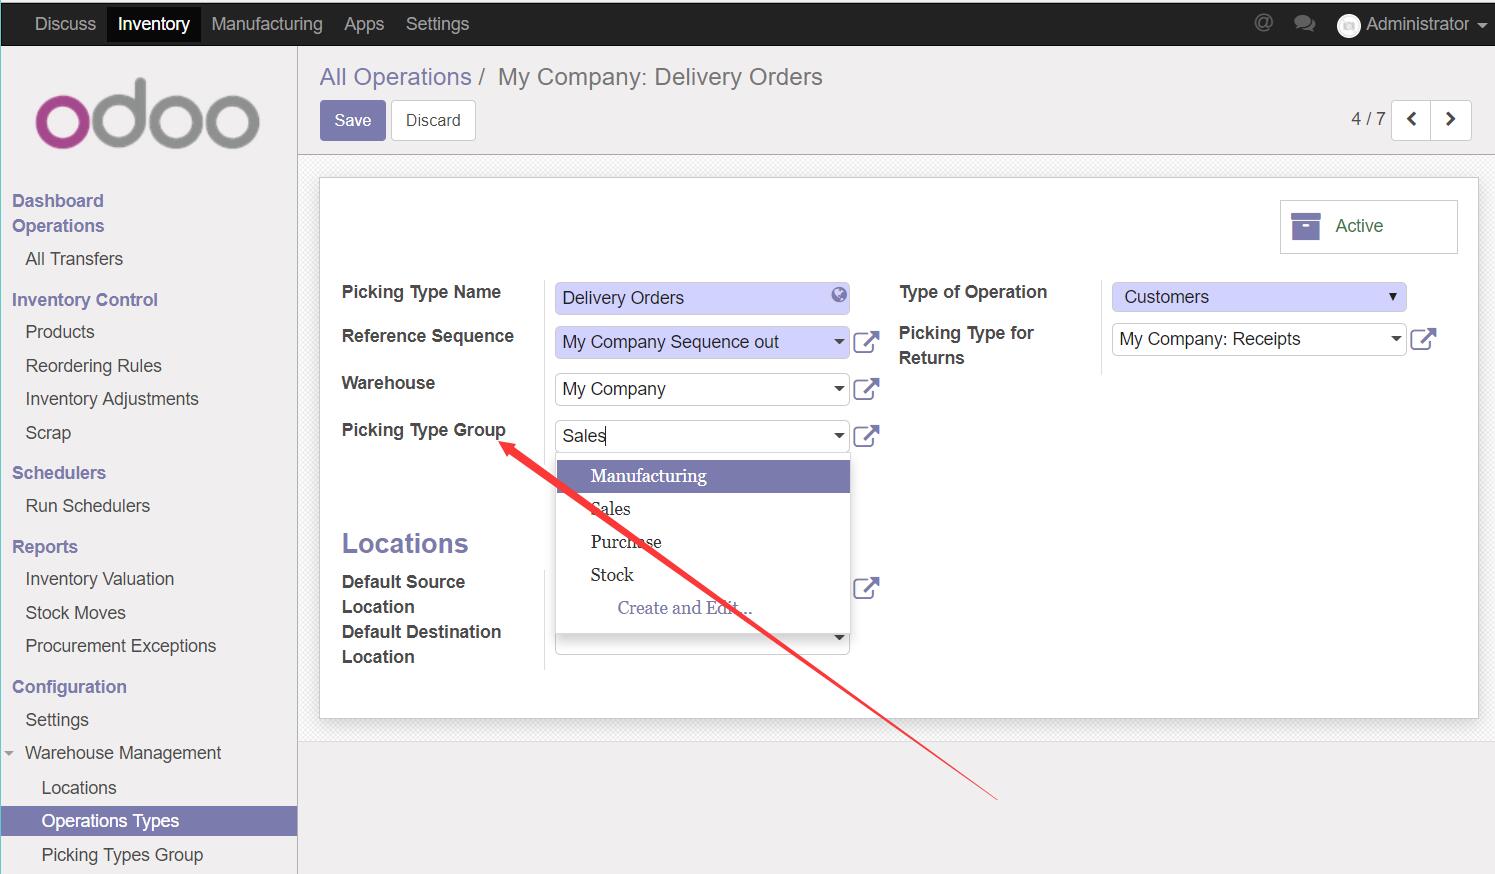 Discuss Inventory Manufacturing Apps Settings @ Administrator
odoo
Dashboard
Operations
All Transfers
Inventory Control
Products
Reordering Rules
Inventory Adjustments
Scrap
Schedulers
Run Schedulers
Reports
Inventory Valuation
Stock Moves
Procurement Exceptions
Configuration
Settings
Warehouse Management
Locations
Operations Types
Picking Types Group
All Operations / My Company: Delivery Orders
Save Discard 4 / 7
Active
Picking Type Name Delivery Orders
Reference Sequence My Company Sequence out
Warehouse My Company
Picking Type Group Sales
Manufacturing
Sales
Purchase
Stock
Create and Edit...
Type of Operation Customers
Picking Type for
Returns
My Company: Receipts
Locations
Default Source
Location
Default Destination
Location